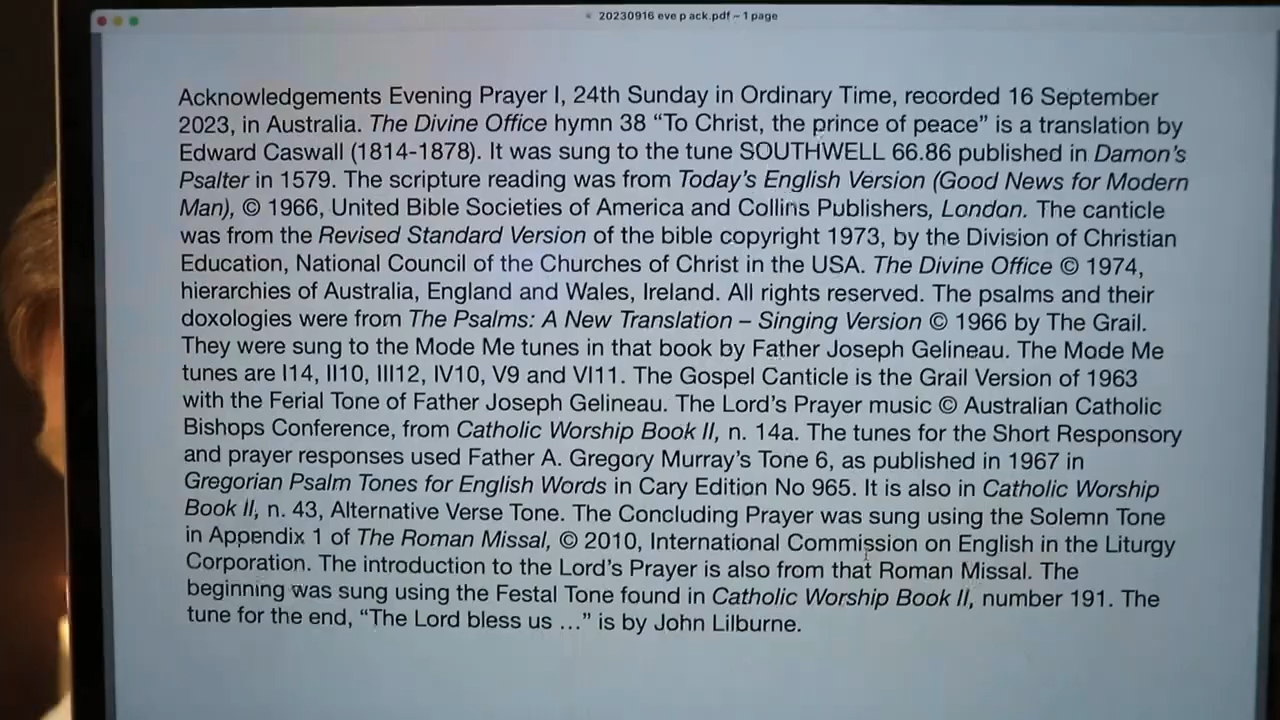 20230916 eve p ack.pdf ~ 1 page
Acknowledgements Evening Prayer I, 24th Sunday in Ordinary Time, recorded 16 September
2023, in Australia. The Divine Office hymn 38 “To Christ, the prince of peace” is a translation by
Edward Caswall (1814-1878). It was sung to the tune SOUTHWELL 66.86 published in Damon’s
Psalter in 1579. The scripture reading was from Today’s English Version (Good News for Modern
Man), © 1966, United Bible Societies of America and Collins Publishers, London. The canticle
was from the Revised Standard Version of the bible copyright 1973, by the Division of Christian
Education, National Council of the Churches of Christ in the USA. The Divine Office © 1974,
hierarchies of Australia, England and Wales, Ireland. All rights reserved. The psalms and their
doxologies were from The Psalms: A New Translation – Singing Version © 1966 by The Grail.
They were sung to the Mode Me tunes in that book by Father Joseph Gelineau. The Mode Me
tunes are I14, II10, III12, IV10, V9 and VI11. The Gospel Canticle is the Grail Version of 1963
with the Ferial Tone of Father Joseph Gelineau. The Lord’s Prayer music © Australian Catholic
Bishops Conference, from Catholic Worship Book II, n. 14a. The tunes for the Short Responsory
and prayer responses used Father A. Gregory Murray’s Tone 6, as published in 1967 in
Gregorian Psalm Tones for English Words in Cary Edition No 965. It is also in Catholic Worship
Book II, n. 43, Alternative Verse Tone. The Concluding Prayer was sung using the Solemn Tone
in Appendix 1 of The Roman Missal, © 2010, International Commission on English in the Liturgy
Corporation. The introduction to the Lord’s Prayer is also from that Roman Missal. The
beginning was sung using the Festal Tone found in Catholic Worship Book II, number 191. The
tune for the end, “The Lord bless us …” is by John Lilburne.